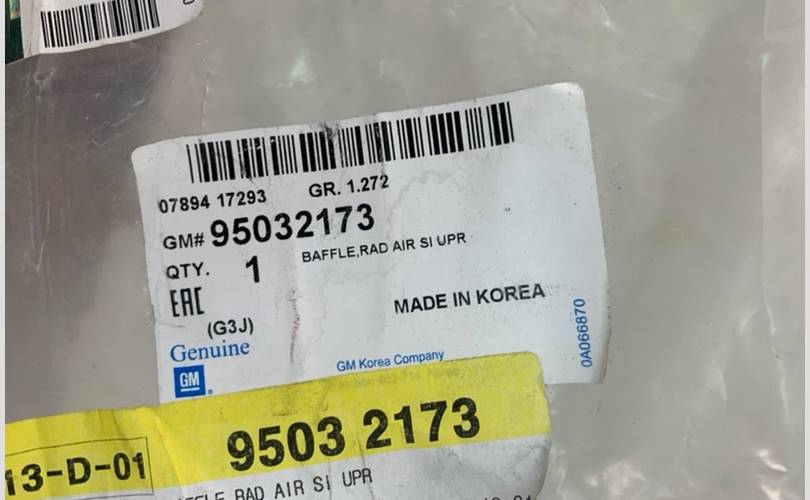 07894 17293 GR. 1.272
GM# 95032173
BAFFLE,RAD AIR SI UPR
QTY. 1
EAC
MADE IN KOREA
(G3J)
Genuine
GM
GM Korea Company
0A066870
9503 2173
13-D-01
RAD AIR SI UPR